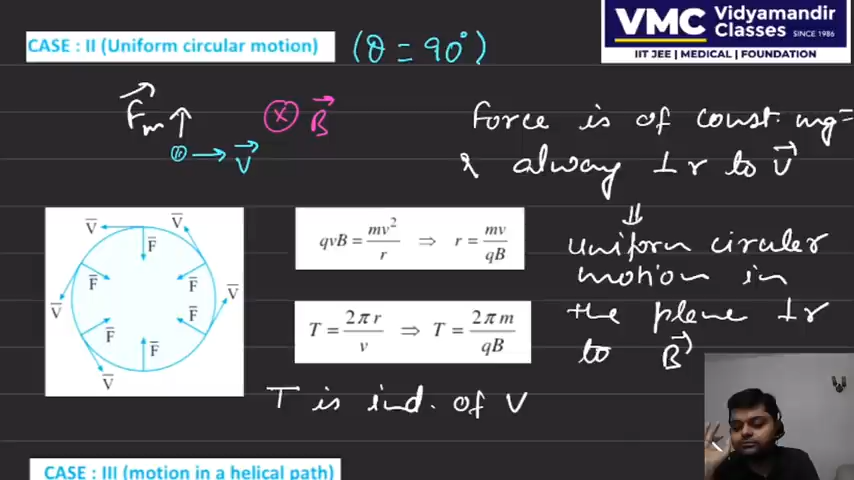 CASE : II (Uniform circular motion) (θ = 90°)
VMC Vidyamandir Classes SINCE 1986
IIT JEE | MEDICAL | FOUNDATION
F⃗m ↑ ⊗ B⃗
⊕ → V⃗
Force is of const. mg=
& always ⊥r to V⃗
⇓
uniform circular
motion in
the plane ⊥r
to B⃗
V̅ V̅
F̅
F̅ F̅
V̅ V̅
F̅ F̅
F̅
V̅
qvB = mv²/r ⇒ r = mv/qB
T = 2πr/v ⇒ T = 2πm/qB
T is ind. of V
CASE : III (motion in a helical path)